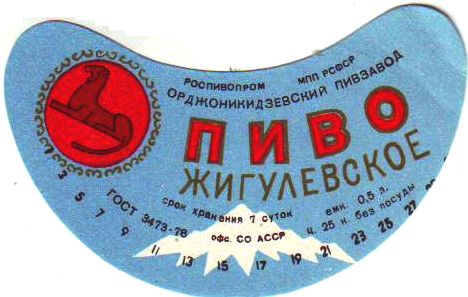 РОСПИВОПРОМ МПП РСФСР
ОРДЖОНИКИДЗЕВСКИЙ ПИВЗАВОД
ПИВО
ЖИГУЛЕВСКОЕ
ГОСТ 3473-78
срок хранения 7 суток
емк. 0,5 л.
офс. СО АССР
ц. 25 к. без посуды
3 5 7 9 11 13 15 17 19 21 23 25 27